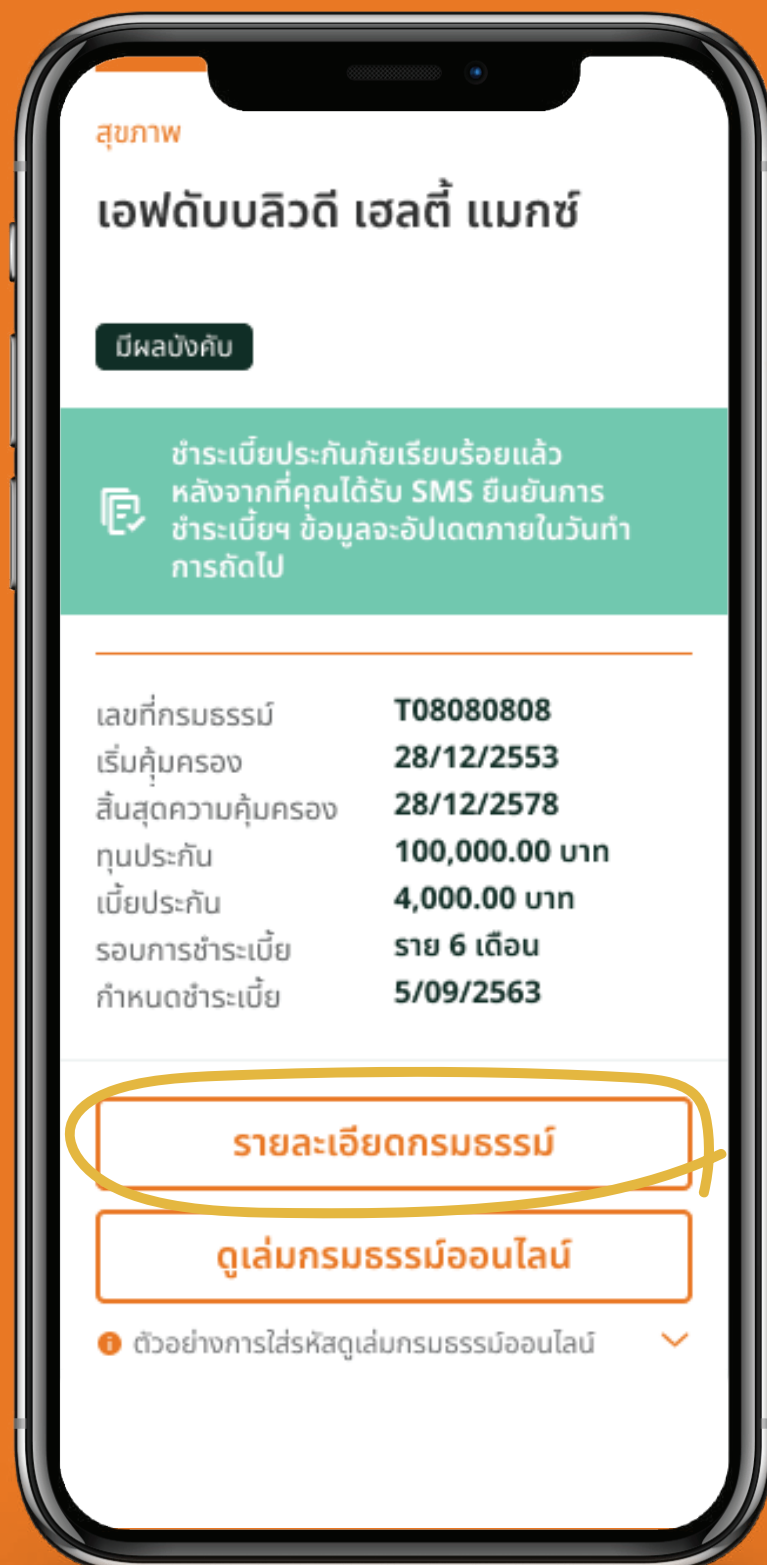 สุขภาพ
เอฟดับบลิวดี เฮลตี้ แมกซ์
มีผลบังคับ
ชำระเบี้ยประกันภัยเรียบร้อยแล้ว
หลังจากที่คุณได้รับ SMS ยืนยันการ
ชำระเบี้ยฯ ข้อมูลจะอัปเดตภายในวันทำ
การถัดไป
เลขที่กรมธรรม์ T08080808
เริ่มคุ้มครอง 28/12/2553
สิ้นสุดความคุ้มครอง 28/12/2578
ทุนประกัน 100,000.00 บาท
เบี้ยประกัน 4,000.00 บาท
รอบการชำระเบี้ย ราย 6 เดือน
กำหนดชำระเบี้ย 5/09/2563
รายละเอียดกรมธรรม์
ดูเล่มกรมธรรม์ออนไลน์
ตัวอย่างการใส่รหัสดูเล่มกรมธรรม์ออนไลน์